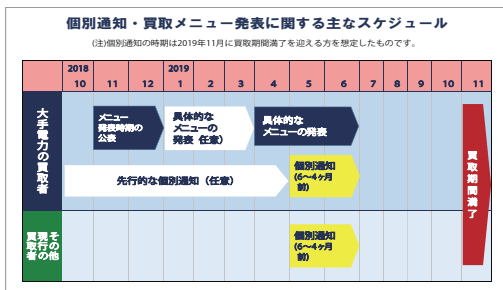 個別通知・買取メニュー発表に関する主なスケジュール
(注)個別通知の時期は2019年11月に買取期間満了を迎える方を想定したものです。
2018 2019
10 11 12 1 2 3 4 5 6 7 8 9 10 11
大手電力の買取者
メニュー
発表時期の
公表
具体的な
メニューの
発表 任意)
具体的な
メニューの発表
先行的な個別通知（任意）
個別通知
(6〜4ヶ月
前)
買取期間満了
その他
現行の
買取者
個別通知
(6〜4ヶ月
前)